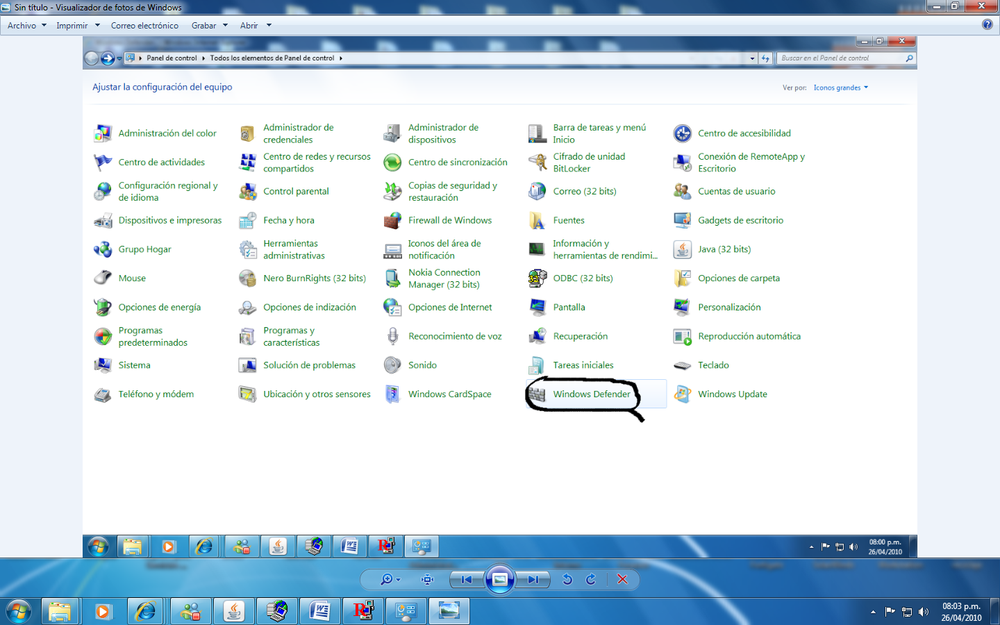 Sin título - Visualizador de fotos de Windows
Archivo Imprimir Correo electrónico Grabar Abrir
Panel de control Todos los elementos de Panel de control
Buscar en el Panel de control
Ajustar la configuración del equipo
Ver por: Iconos grandes
Administración del color
Administrador de
credenciales
Administrador de
dispositivos
Barra de tareas y menú
Inicio
Centro de accesibilidad
Centro de actividades
Centro de redes y recursos
compartidos
Centro de sincronización
Cifrado de unidad
BitLocker
Conexión de RemoteApp y
Escritorio
Configuración regional y
de idioma
Control parental
Copias de seguridad y
restauración
Correo (32 bits)
Cuentas de usuario
Dispositivos e impresoras
Fecha y hora
Firewall de Windows
Fuentes
Gadgets de escritorio
Grupo Hogar
Herramientas
administrativas
Iconos del área de
notificación
Información y
herramientas de rendimi...
Java (32 bits)
Mouse
Nero BurnRights (32 bits)
Nokia Connection
Manager (32 bits)
ODBC (32 bits)
Opciones de carpeta
Opciones de energía
Opciones de indización
Opciones de Internet
Pantalla
Personalización
Programas
predeterminados
Programas y
características
Reconocimiento de voz
Recuperación
Reproducción automática
Sistema
Solución de problemas
Sonido
Tareas iniciales
Teclado
Teléfono y módem
Ubicación y otros sensores
Windows CardSpace
Windows Defender
Windows Update
08:00 p.m.
26/04/2010
08:03 p.m.
26/04/2010